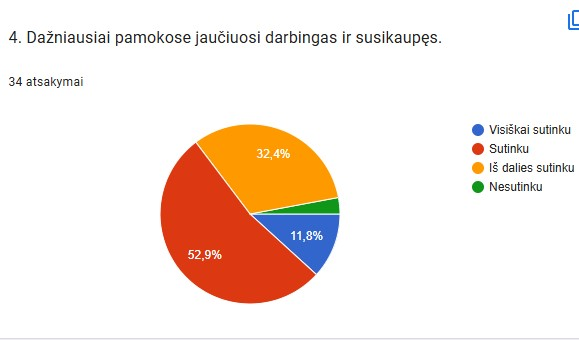 4. Dažniausiai pamokose jaučiuosi darbingas ir susikaupęs.
34 atsakymai
32,4%
11,8%
52,9%
Visiškai sutinku
Sutinku
Iš dalies sutinku
Nesutinku